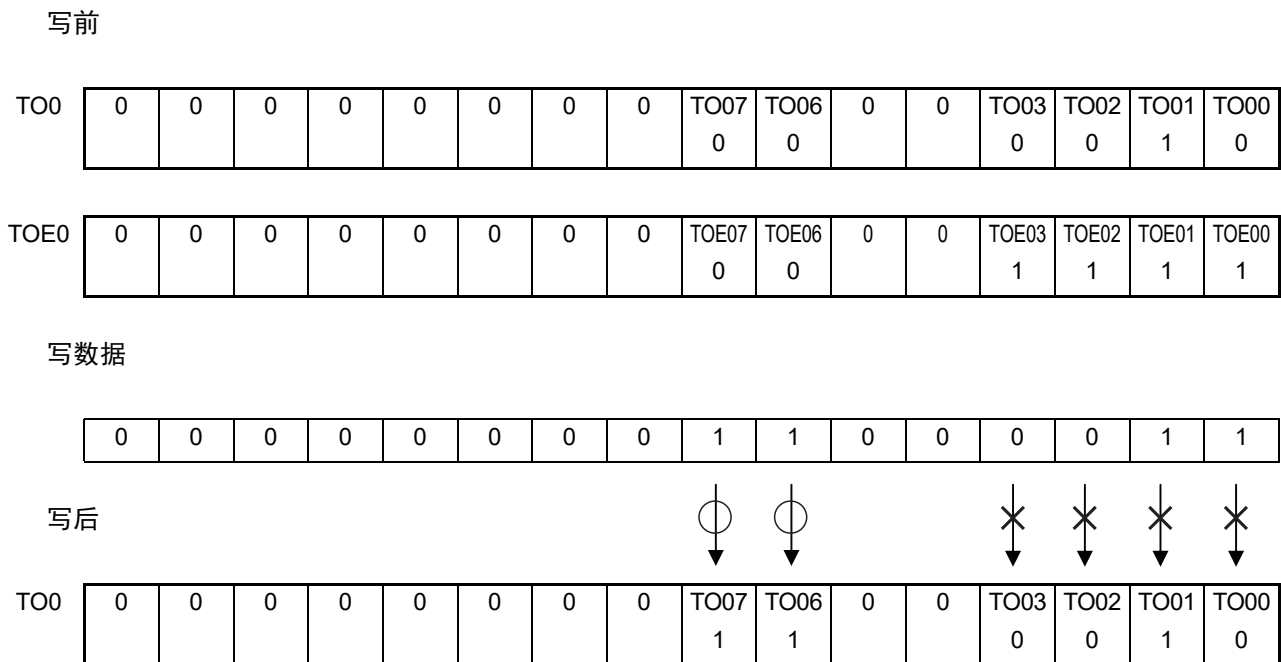 写前
TO0 0 0 0 0 0 0 0 0 TO07 TO06 0 0 TO03 TO02 TO01 TO00
0 0 0 0 1 0
TOE0 0 0 0 0 0 0 0 0 TOE07 TOE06 0 0 TOE03 TOE02 TOE01 TOE00
0 0 1 1 1 1
写数据
0 0 0 0 0 0 0 0 1 1 0 0 0 0 1 1
写后
TO0 0 0 0 0 0 0 0 0 TO07 TO06 0 0 TO03 TO02 TO01 TO00
1 1 0 0 1 0